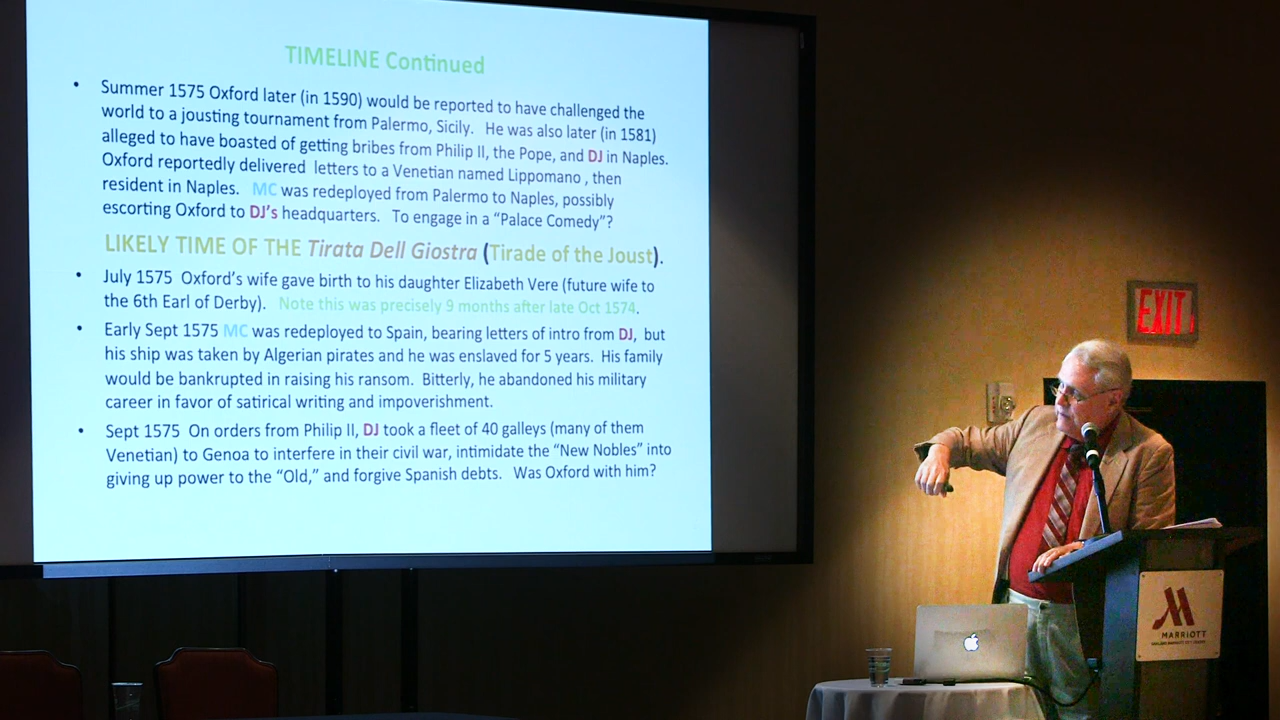 TIMELINE Continued
• Summer 1575 Oxford later (in 1590) would be reported to have challenged the
world to a jousting tournament from Palermo, Sicily. He was also later (in 1581)
alleged to have boasted of getting bribes from Philip II, the Pope, and DJ in Naples.
Oxford reportedly delivered letters to a Venetian named Lippomano , then
resident in Naples. MC was redeployed from Palermo to Naples, possibly
escorting Oxford to DJ's headquarters. To engage in a “Palace Comedy”?
LIKELY TIME OF THE Tirata Dell Giostra (Tirade of the Joust).
• July 1575 Oxford's wife gave birth to his daughter Elizabeth Vere (future wife to
the 6th Earl of Derby). Note this was precisely 9 months after late Oct 1574.
• Early Sept 1575 MC was redeployed to Spain, bearing letters of intro from DJ, but
his ship was taken by Algerian pirates and he was enslaved for 5 years. His family
would be bankrupted in raising his ransom. Bitterly, he abandoned his military
career in favor of satirical writing and impoverishment.
• Sept 1575 On orders from Philip II, DJ took a fleet of 40 galleys (many of them
Venetian) to Genoa to interfere in their civil war, intimidate the “New Nobles” into
giving up power to the “Old,” and forgive Spanish debts. Was Oxford with him?
EXIT
MARRIOTT